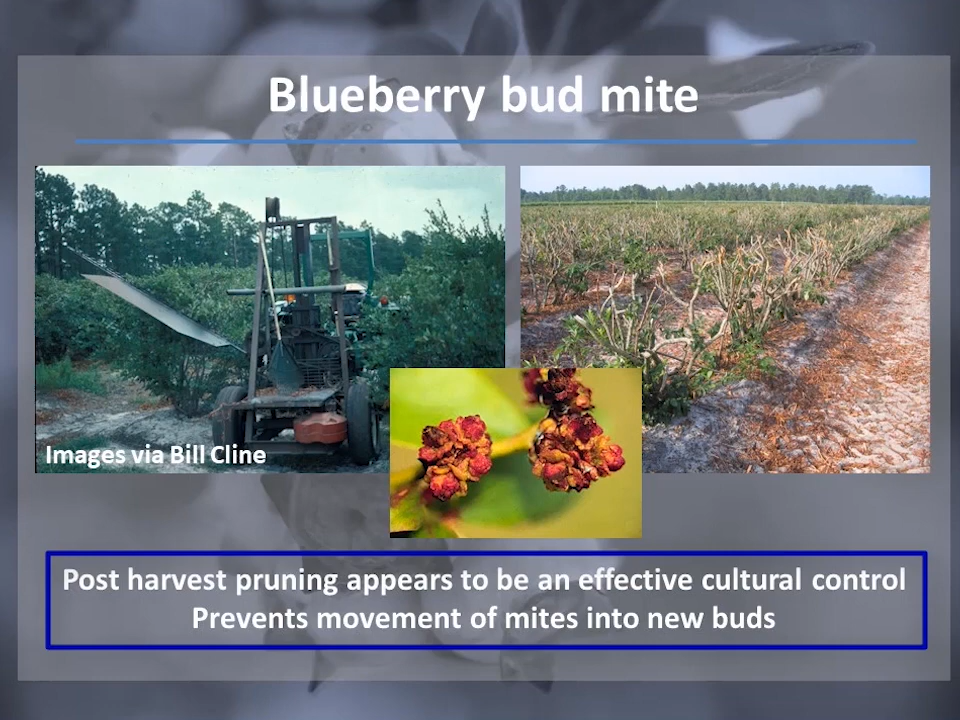 Blueberry bud mite
Images via Bill Cline
Post harvest pruning appears to be an effective cultural control
Prevents movement of mites into new buds